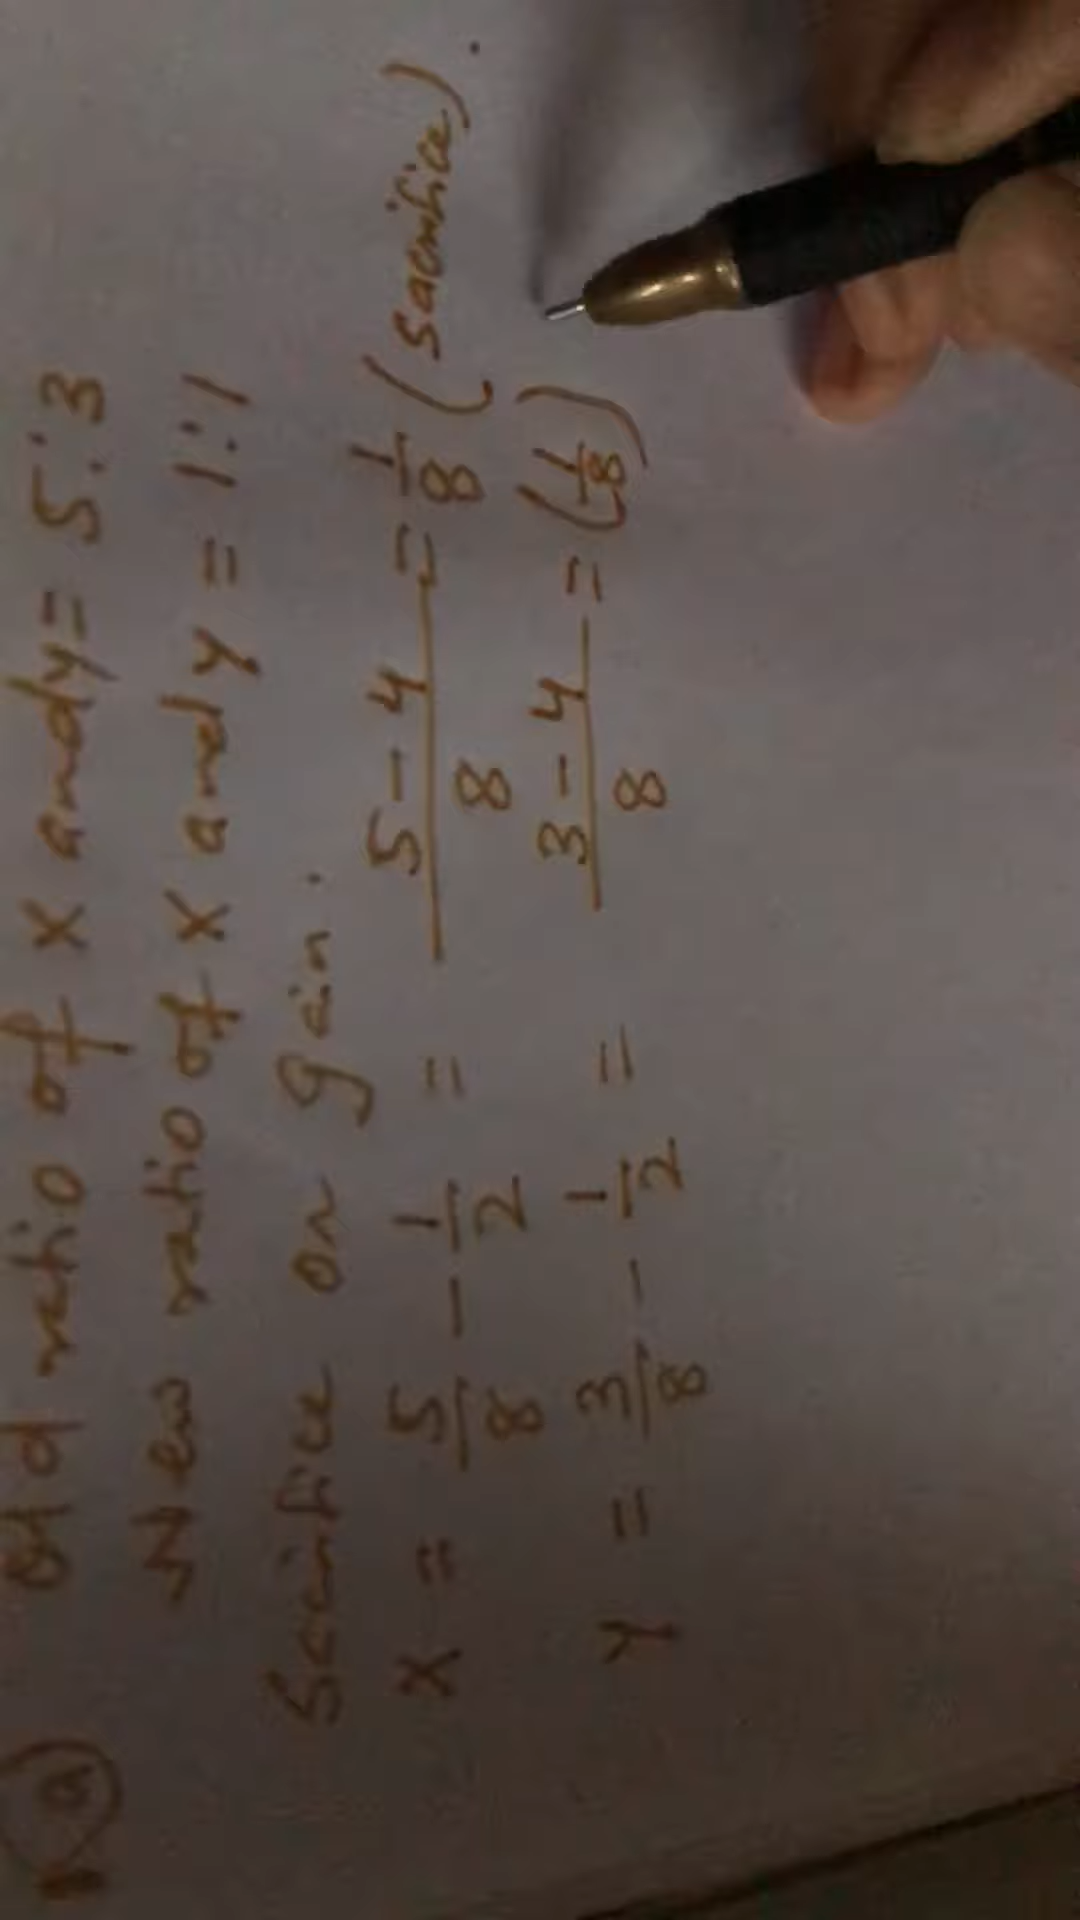 Old ratio of X and y = 5:3
New ratio of X and y = 1:1
Sacrifice or gain.
X = 5/8 - 1/2 = 5-4/8 = 1/8 (sacrifice).
y = 3/8 - 1/2 = 3-4/8 = (1/8)